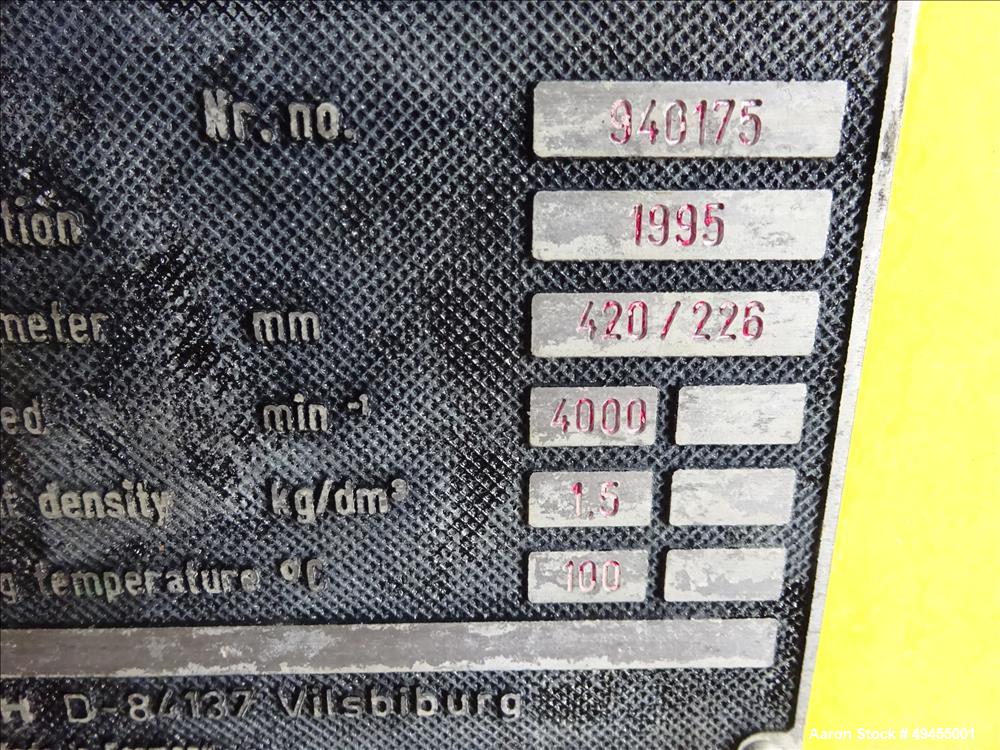 Nr. no. 940175
tion 1995
meter mm 420/226
ed min -1 4000
t density kg/dm³ 1.5
g temperature °C 100
H D-84137 Vilsbiburg
Aaron Stock # 49455001